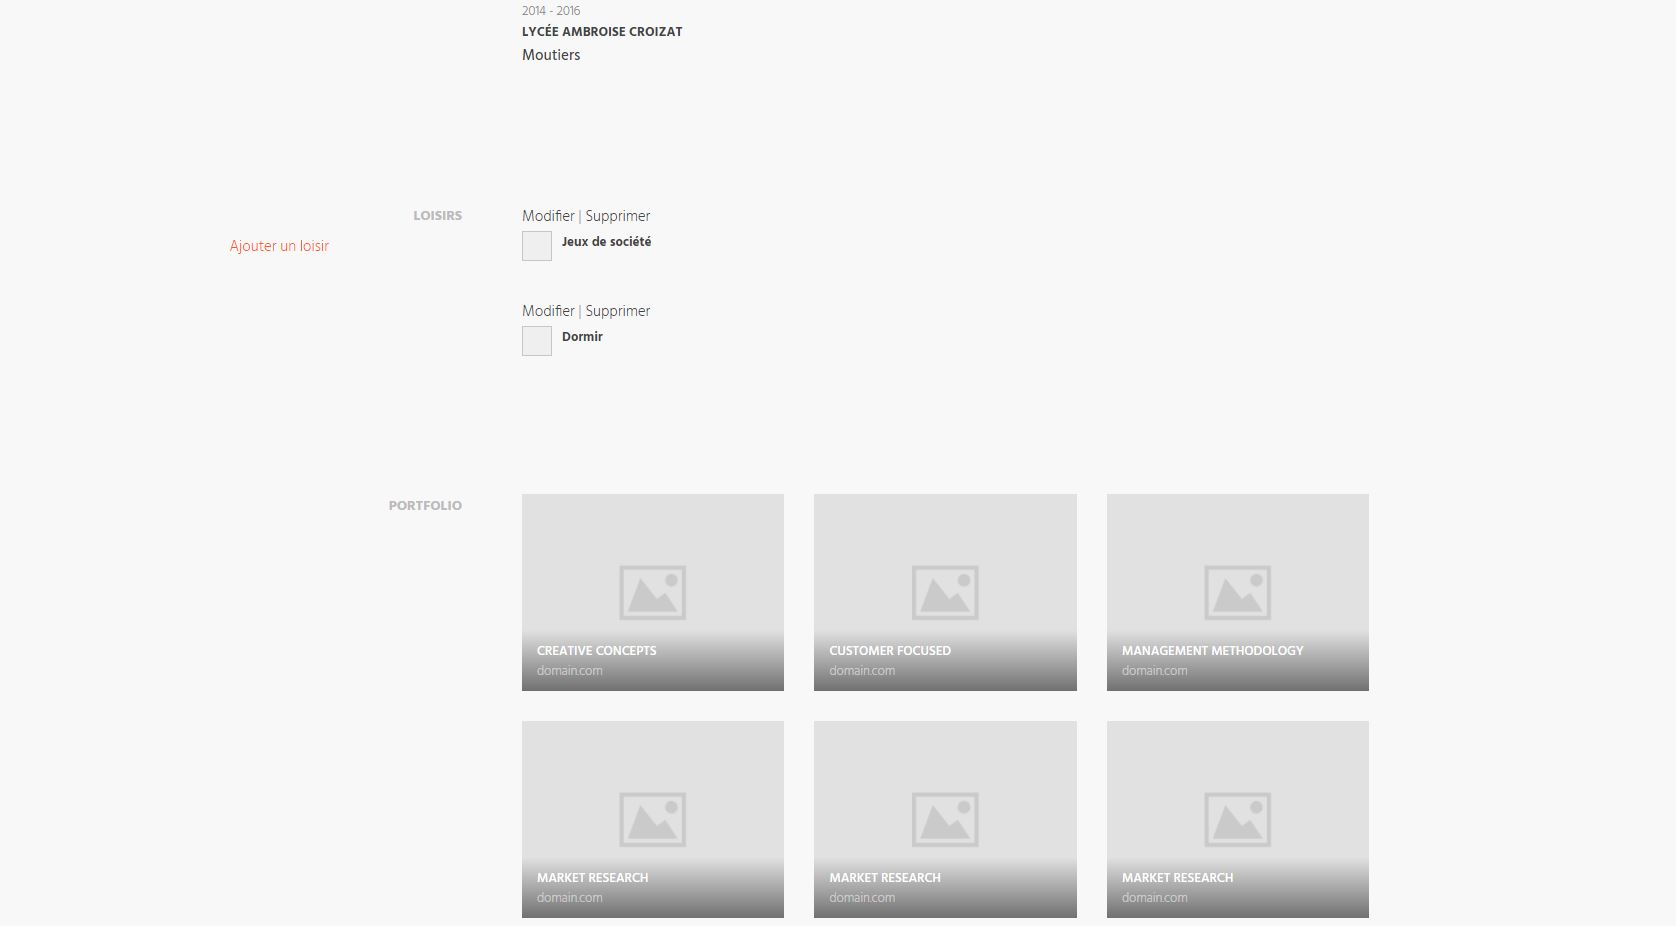 2014 - 2016
LYCÉE AMBROISE CROIZAT
Moutiers
LOISIRS
Ajouter un loisir
Modifier | Supprimer
Jeux de société
Modifier | Supprimer
Dormir
PORTFOLIO
CREATIVE CONCEPTS
domain.com
CUSTOMER FOCUSED
domain.com
MANAGEMENT METHODOLOGY
domain.com
MARKET RESEARCH
domain.com
MARKET RESEARCH
domain.com
MARKET RESEARCH
domain.com